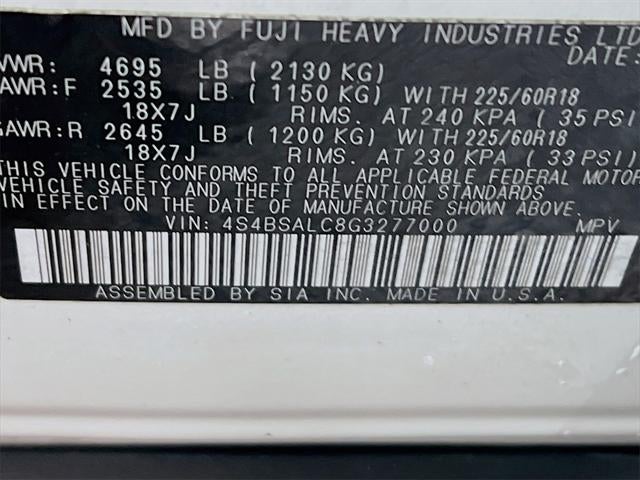 MFD BY FUJI HEAVY INDUSTRIES LTD
DATE:
VWR: 4695 LB ( 2130 KG)
AWR:F 2535 LB ( 1150 KG) WITH 225/60R18
18X7J RIMS. AT 240 KPA ( 35 PSI
GAWR:R 2645 LB ( 1200 KG) WITH 225/60R18
18X7J RIMS. AT 230 KPA ( 33 PSI)
THIS VEHICLE CONFORMS TO ALL APPLICABLE FEDERAL MOTOR
VEHICLE SAFETY AND THEFT PREVENTION STANDARDS
IN EFFECT ON THE DATE OF MANUFACTURE SHOWN ABOVE.
VIN: 4S4BSALC8G3277000 MPV
ASSEMBLED BY SIA INC. MADE IN U.S.A.